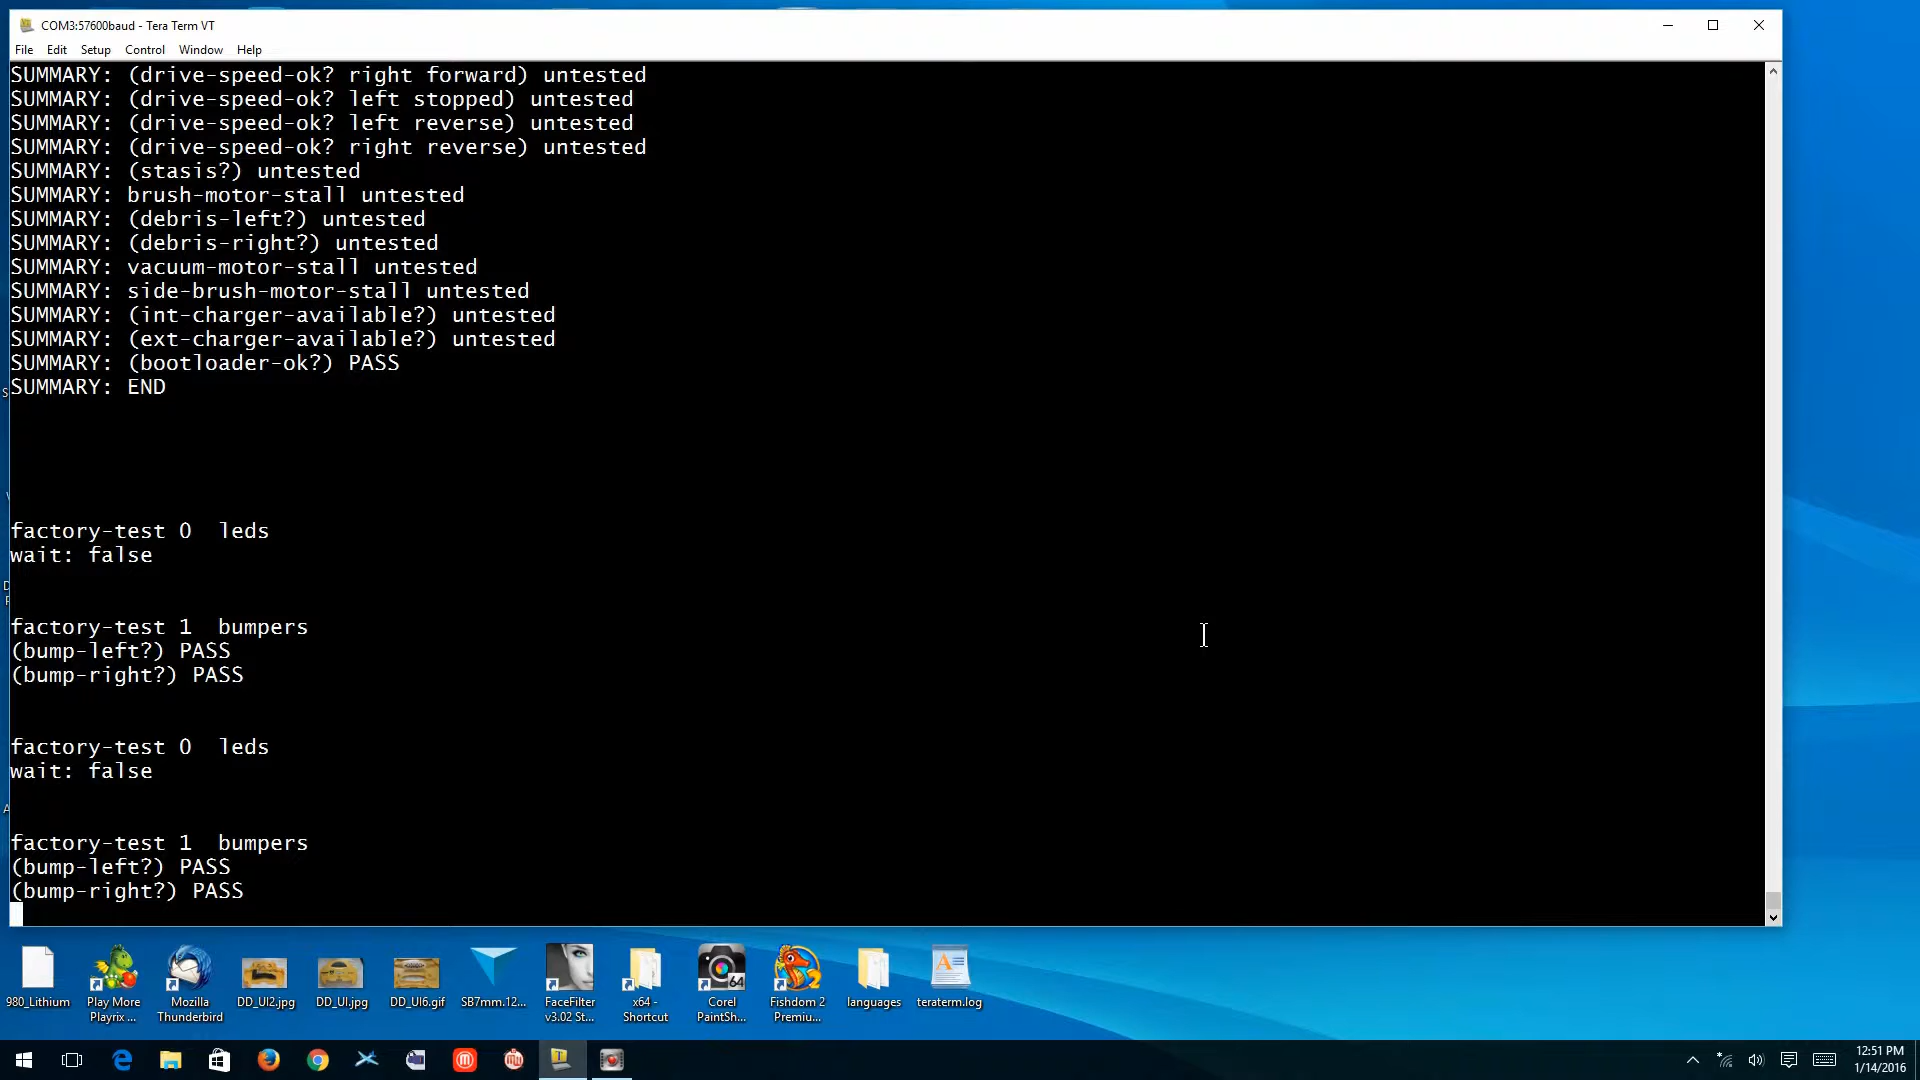 COM3:57600baud - Tera Term VT
File Edit Setup Control Window Help
SUMMARY: (drive-speed-ok? right forward) untested
SUMMARY: (drive-speed-ok? left stopped) untested
SUMMARY: (drive-speed-ok? left reverse) untested
SUMMARY: (drive-speed-ok? right reverse) untested
SUMMARY: (stasis?) untested
SUMMARY: brush-motor-stall untested
SUMMARY: (debris-left?) untested
SUMMARY: (debris-right?) untested
SUMMARY: vacuum-motor-stall untested
SUMMARY: side-brush-motor-stall untested
SUMMARY: (int-charger-available?) untested
SUMMARY: (ext-charger-available?) untested
SUMMARY: (bootloader-ok?) PASS
SUMMARY: END
factory-test 0  leds
wait: false
factory-test 1  bumpers
(bump-left?) PASS
(bump-right?) PASS
factory-test 0  leds
wait: false
factory-test 1  bumpers
(bump-left?) PASS
(bump-right?) PASS
980_Lithium
Play More
Playrix ...
Mozilla
Thunderbird
DD_UI2.jpg
DD_UI.jpg
DD_UI6.gif
SB7mm.12...
FaceFilter
v3.02 St...
x64 -
Shortcut
64
Corel
PaintSh...
Fishdom 2
Premiu...
languages
teraterm.log
12:51 PM
1/14/2016